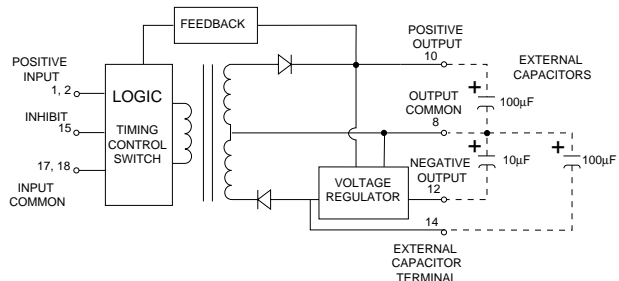 FEEDBACK
POSITIVE
OUTPUT
10
EXTERNAL
CAPACITORS
POSITIVE
INPUT
1, 2
LOGIC
+
100µF
INHIBIT
15
TIMING
CONTROL
SWITCH
OUTPUT
COMMON
8
17, 18
INPUT
COMMON
+
10µF
+
100µF
VOLTAGE
REGULATOR
NEGATIVE
OUTPUT
12
14
EXTERNAL
CAPACITOR
TERMINAL